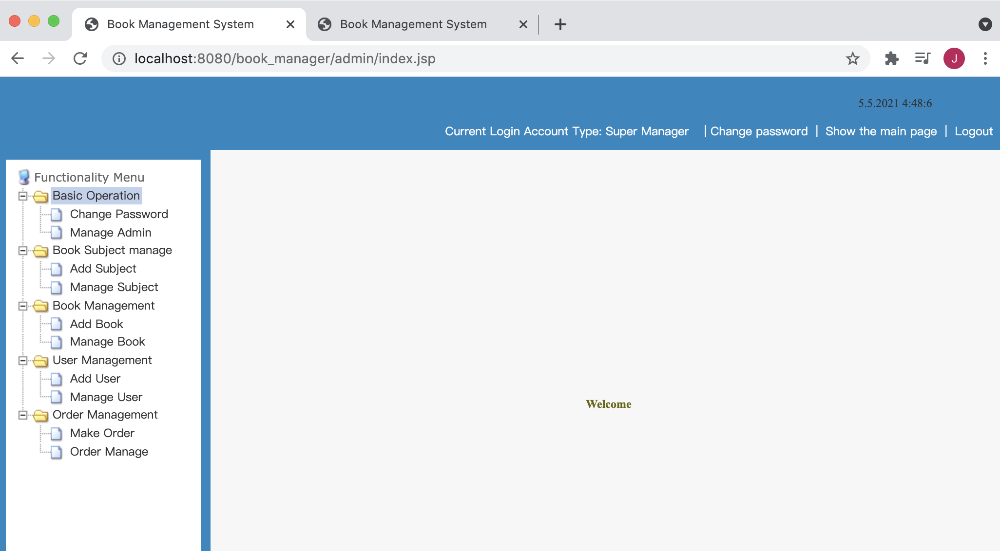 Book Management System
Book Management System
localhost:8080/book_manager/admin/index.jsp
J
5.5.2021 4:48:6
Current Login Account Type: Super Manager | Change password | Show the main page | Logout
Functionality Menu
Basic Operation
Change Password
Manage Admin
Book Subject manage
Add Subject
Manage Subject
Book Management
Add Book
Manage Book
User Management
Add User
Manage User
Order Management
Make Order
Order Manage
Welcome